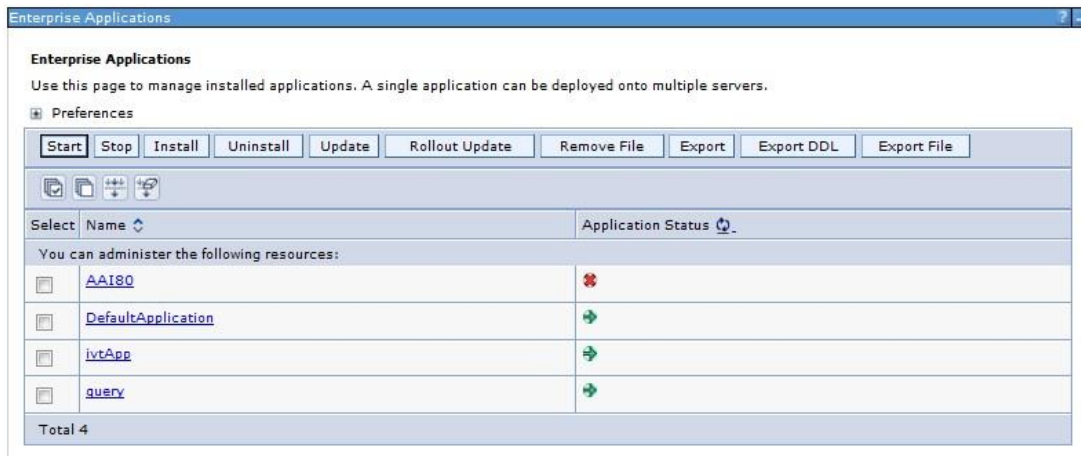 Enterprise Applications ? -
Enterprise Applications
Use this page to manage installed applications. A single application can be deployed onto multiple servers.
+ Preferences
Start Stop Install Uninstall Update Rollout Update Remove File Export Export DDL Export File
Select Name Application Status
You can administer the following resources:
AAI80
DefaultApplication
ivtApp
query
Total 4